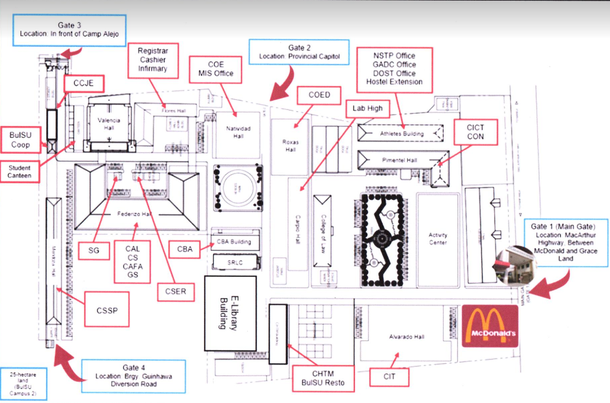 Gate 3
Location: In front of Camp Alejo
Gate 2
Location: Provincial Capitol
NSTP Office
GADC Office
DOST Office
Hostel Extension
Registrar
Cashier
Infirmary
COE
MIS Office
CCJE
COED
Lab High
CICT
CON
BulSU
Coop
Student
Canteen
Valencia
Hall
Flores Hall
Natividad
Hall
Roxas
Hall
Athletes Building
Pimentel Hall
Federizo Hall
College of Law
Activity
Center
Gate 1 (Main Gate)
Location: MacArthur
Highway, Between
McDonald and Grace
Land
SG
CAL
CS
CAFA
GS
CSER
CBA
CBA Building
SRLC
E-Library
Building
CSSP
McDonald's
Alvarado Hall
CHTM
BulSU Resto
CIT
Gate 4
Location: Brgy. Guinhawa
Diversion Road
25-hectare
land
(BulSU
Campus 2)